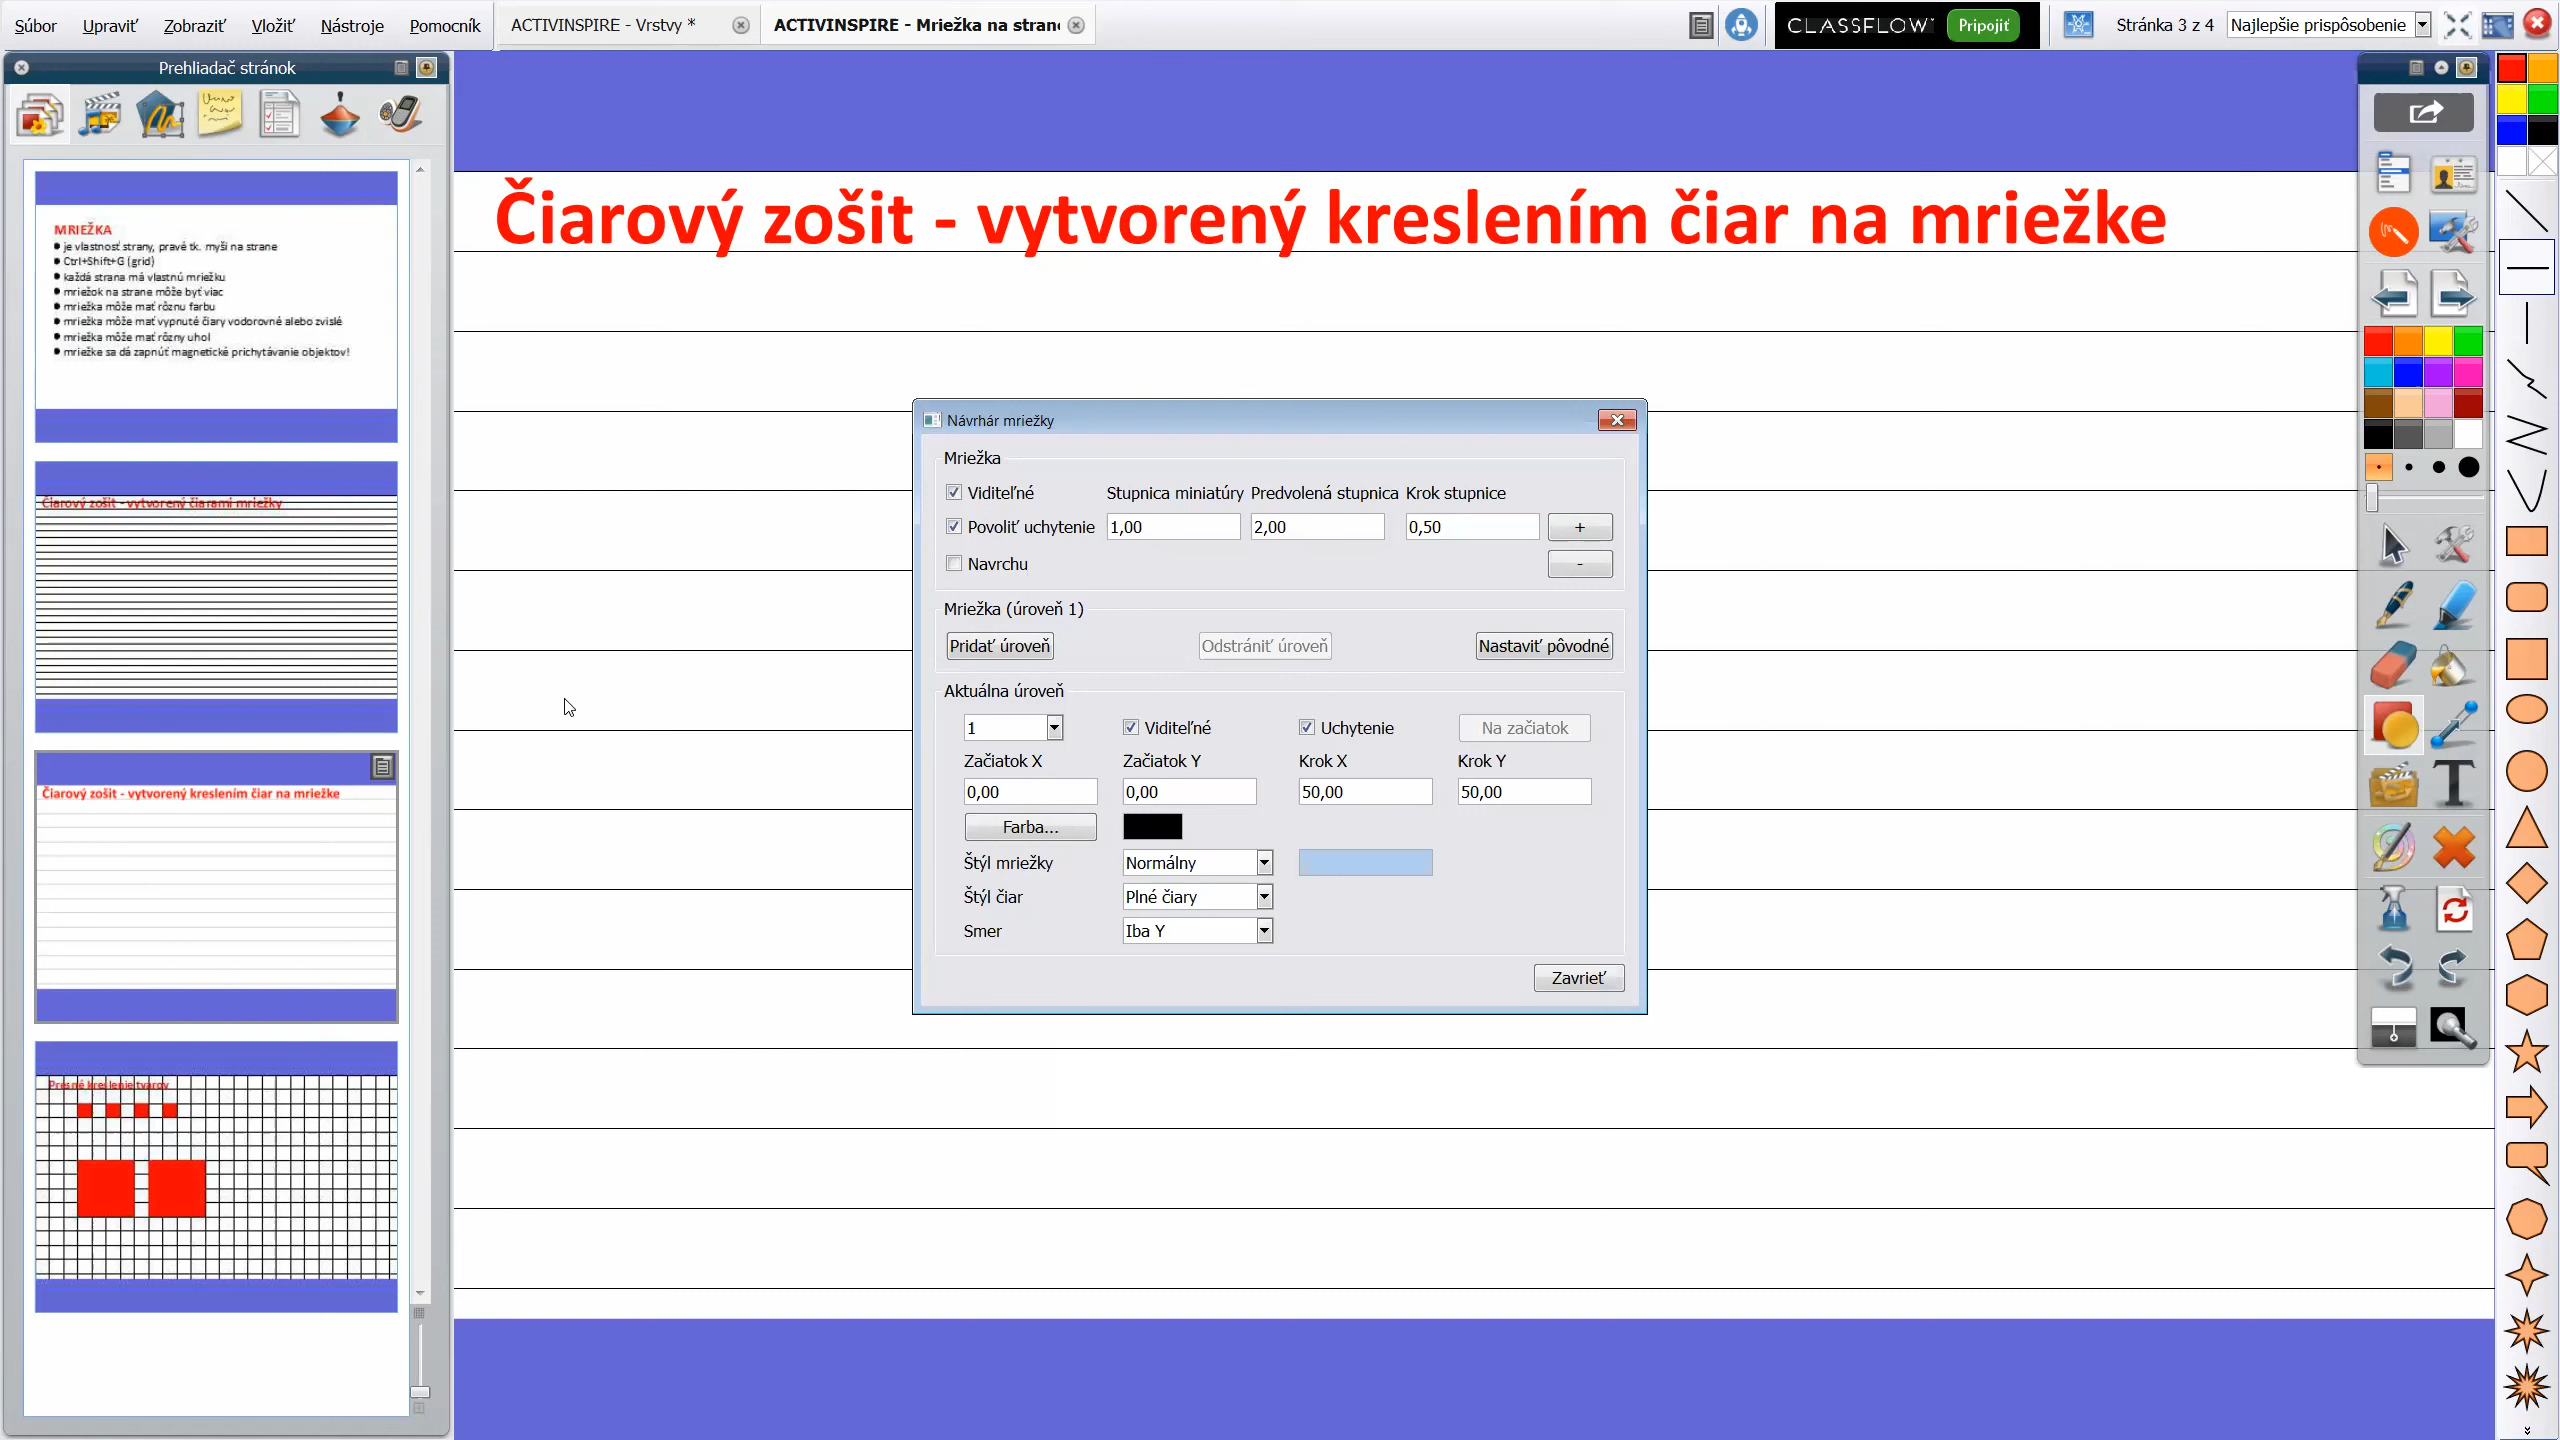 Súbor Upraviť Zobraziť Vložiť Nástroje Pomocník
ACTIVINSPIRE - Vrstvy *
ACTIVINSPIRE - Mriežka na stran
CLASSFLOW
Pripojiť
Stránka 3 z 4
Najlepšie prispôsobenie
Prehliadač stránok
MRIEŽKA
je vlastnosť strany, pravé tk. myši na strane
Ctrl+Shift+G (grid)
každá strana má vlastnú mriežku
mriežok na strane môže byť viac
mriežka môže mať rôznu farbu
mriežka môže mať vypnuté čiary vodorovné alebo zvislé
mriežka môže mať rôzny uhol
mriežke sa dá zapnúť magnetické prichytávanie objektov!
Čiarový zošit - vytvorený čiarami mriežky
Čiarový zošit - vytvorený kreslením čiar na mriežke
Presné kreslenie tvarov
Čiarový zošit - vytvorený kreslením čiar na mriežke
Návrhár mriežky
Mriežka
Viditeľné Stupnica miniatúry Predvolená stupnica Krok stupnice
Povoliť uchytenie 1,00 2,00 0,50 +
Navrchu -
Mriežka (úroveň 1)
Pridať úroveň Odstrániť úroveň Nastaviť pôvodné
Aktuálna úroveň
1 Viditeľné Uchytenie Na začiatok
Začiatok X Začiatok Y Krok X Krok Y
0,00 0,00 50,00 50,00
Farba...
Štýl mriežky Normálny
Štýl čiar Plné čiary
Smer Iba Y
Zavrieť
T